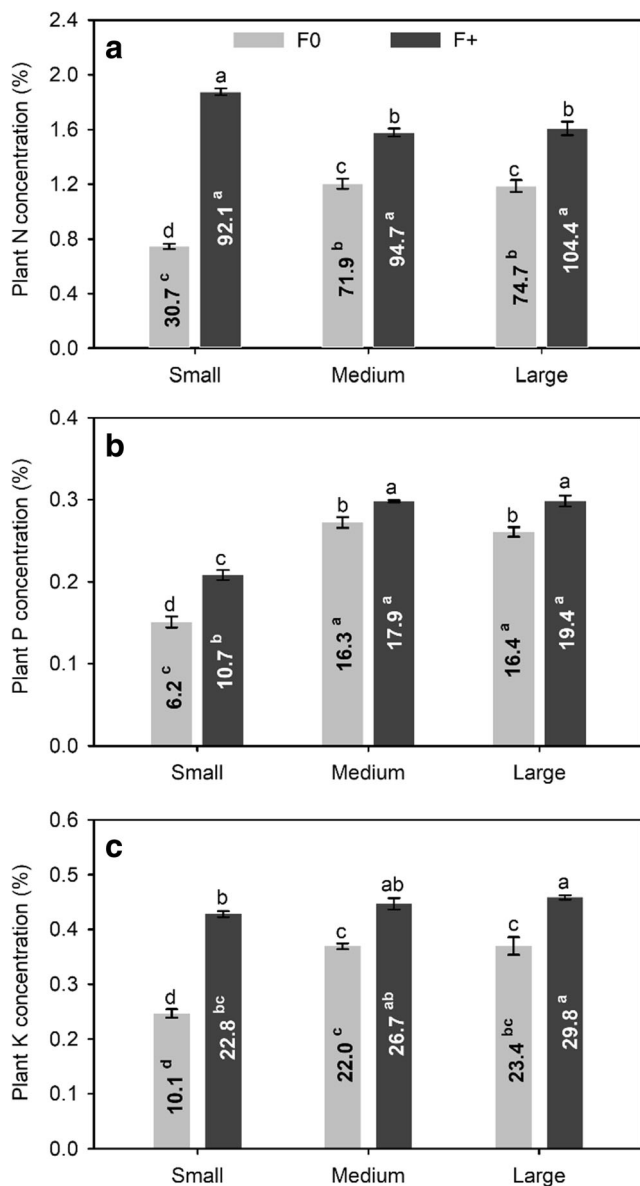 a
F0 F+
Plant N concentration (%)
2.4
2.0
1.6
1.2
0.8
0.4
0.0
d a c b c b
30.7 c 92.1 a 71.9 b 94.7 a 74.7 b 104.4 a
Small Medium Large
b
Plant P concentration (%)
0.4
0.3
0.2
0.1
0.0
d c b a b a
6.2 c 10.7 b 16.3 a 17.9 a 16.4 a 19.4 a
Small Medium Large
c
Plant K concentration (%)
0.6
0.5
0.4
0.3
0.2
0.1
0.0
d b c ab c a
10.1 d 22.8 bc 22.0 c 26.7 ab 23.4 bc 29.8 a
Small Medium Large